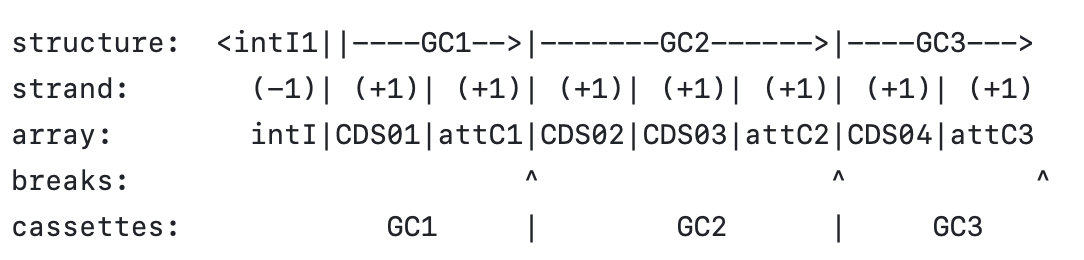 structure:  <intI1||----GC1-->|-------GC2------>|----GC3--->
strand:       (-1)| (+1)| (+1)| (+1)| (+1)| (+1)| (+1)| (+1)
array:        intI|CDS01|attC1|CDS02|CDS03|attC2|CDS04|attC3
breaks:                       ^                 ^           ^
cassettes:            GC1     |        GC2      |     GC3